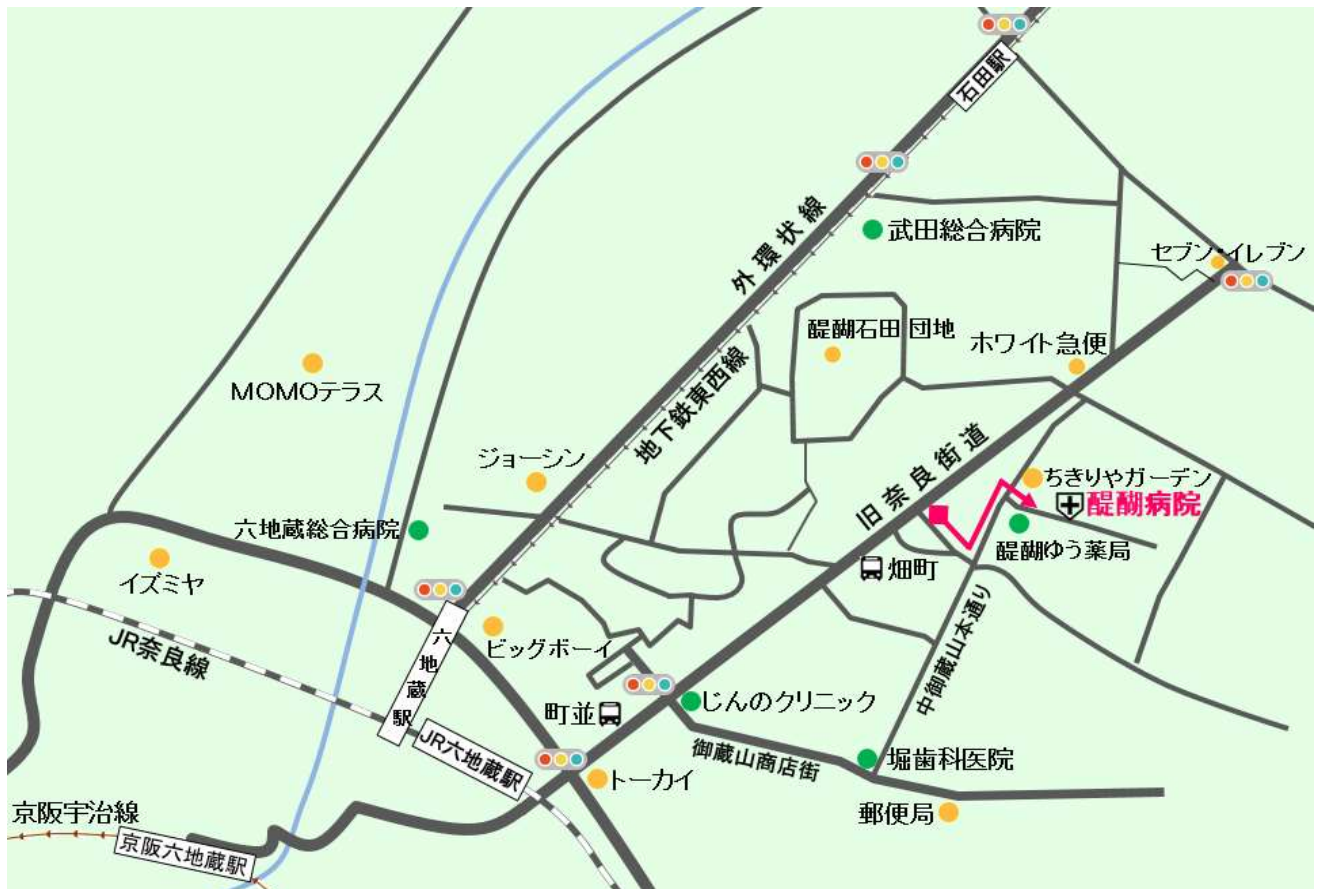 石田駅
外環状線
武田総合病院
セブン・イレブン
醍醐石田団地
ホワイト急便
MOMOテラス
地下鉄東西線
ジョーシン
旧奈良街道
ちきりやガーデン
醍醐病院
六地蔵総合病院
醍醐ゆう薬局
イズミヤ
畑町
JR奈良線
六地蔵駅
ビッグボーイ
中御蔵山本通り
町並
じんのクリニック
JR六地蔵駅
御蔵山商店街
堀歯科医院
トーカイ
京阪宇治線
郵便局
京阪六地蔵駅